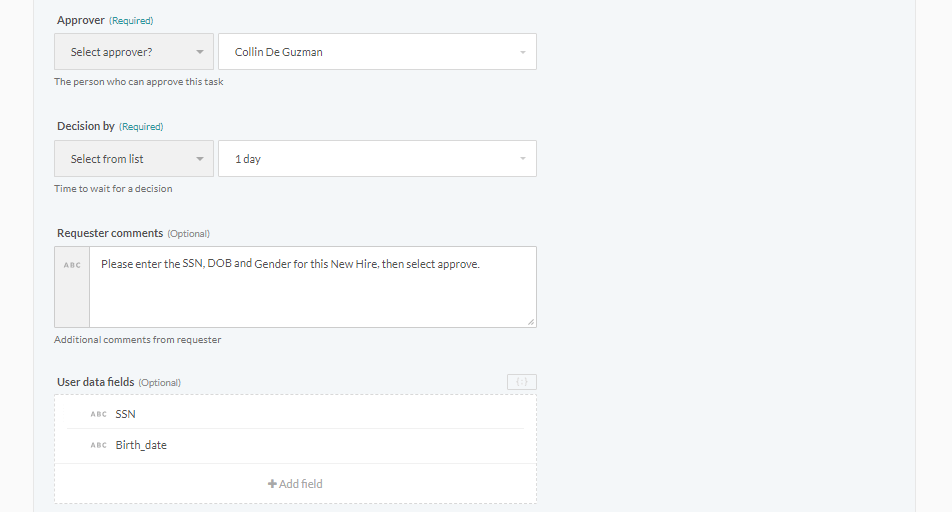 Approver (Required)
Select approver? Collin De Guzman
The person who can approve this task
Decision by (Required)
Select from list 1 day
Time to wait for a decision
Requester comments (Optional)
ABC Please enter the SSN, DOB and Gender for this New Hire, then select approve.
Additional comments from requester
User data fields (Optional) {:}
ABC SSN
ABC Birth_date
+ Add field